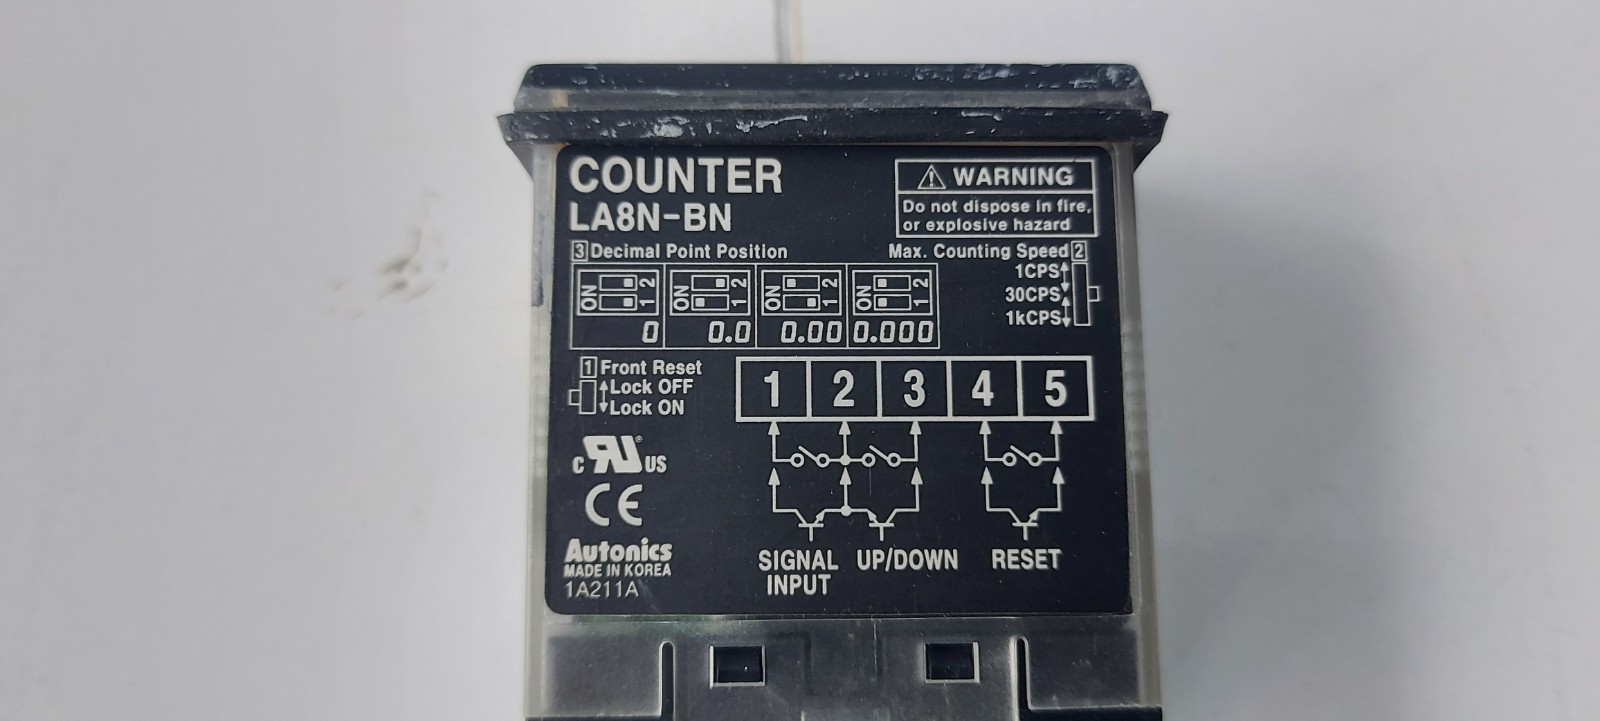 COUNTER
LA8N-BN
⚠ WARNING
Do not dispose in fire,
or explosive hazard
3 Decimal Point Position
ON 2 1 ON 2 1 ON 2 1 ON 2 1
0 0.0 0.00 0.000
Max. Counting Speed 2
1CPS
30CPS
1kCPS
1 Front Reset
Lock OFF
Lock ON
1 2 3 4 5
SIGNAL INPUT
UP/DOWN
RESET
c RU ® US
CE
Autonics
MADE IN KOREA
1A211A